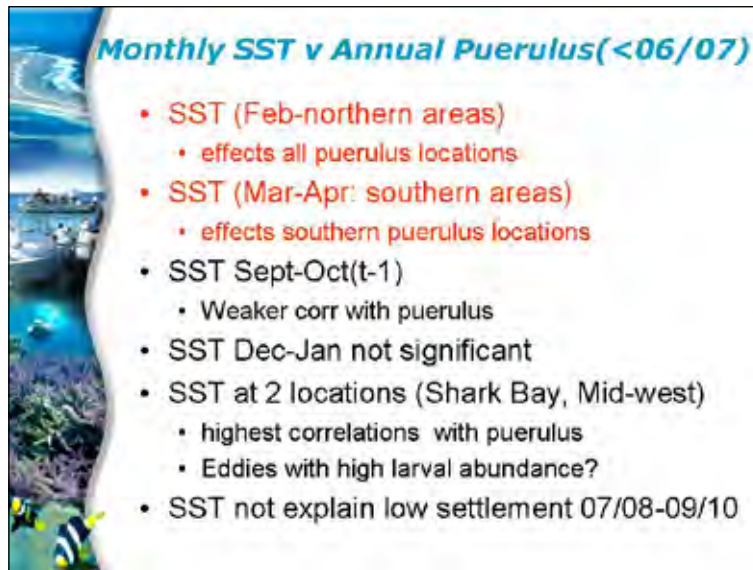 Monthly SST v Annual Puerulus(<06/07)
• SST (Feb-northern areas)
• effects all puerulus locations
• SST (Mar-Apr: southern areas)
• effects southern puerulus locations
• SST Sept-Oct(t-1)
• Weaker corr with puerulus
• SST Dec-Jan not significant
• SST at 2 locations (Shark Bay, Mid-west)
• highest correlations with puerulus
• Eddies with high larval abundance?
• SST not explain low settlement 07/08-09/10